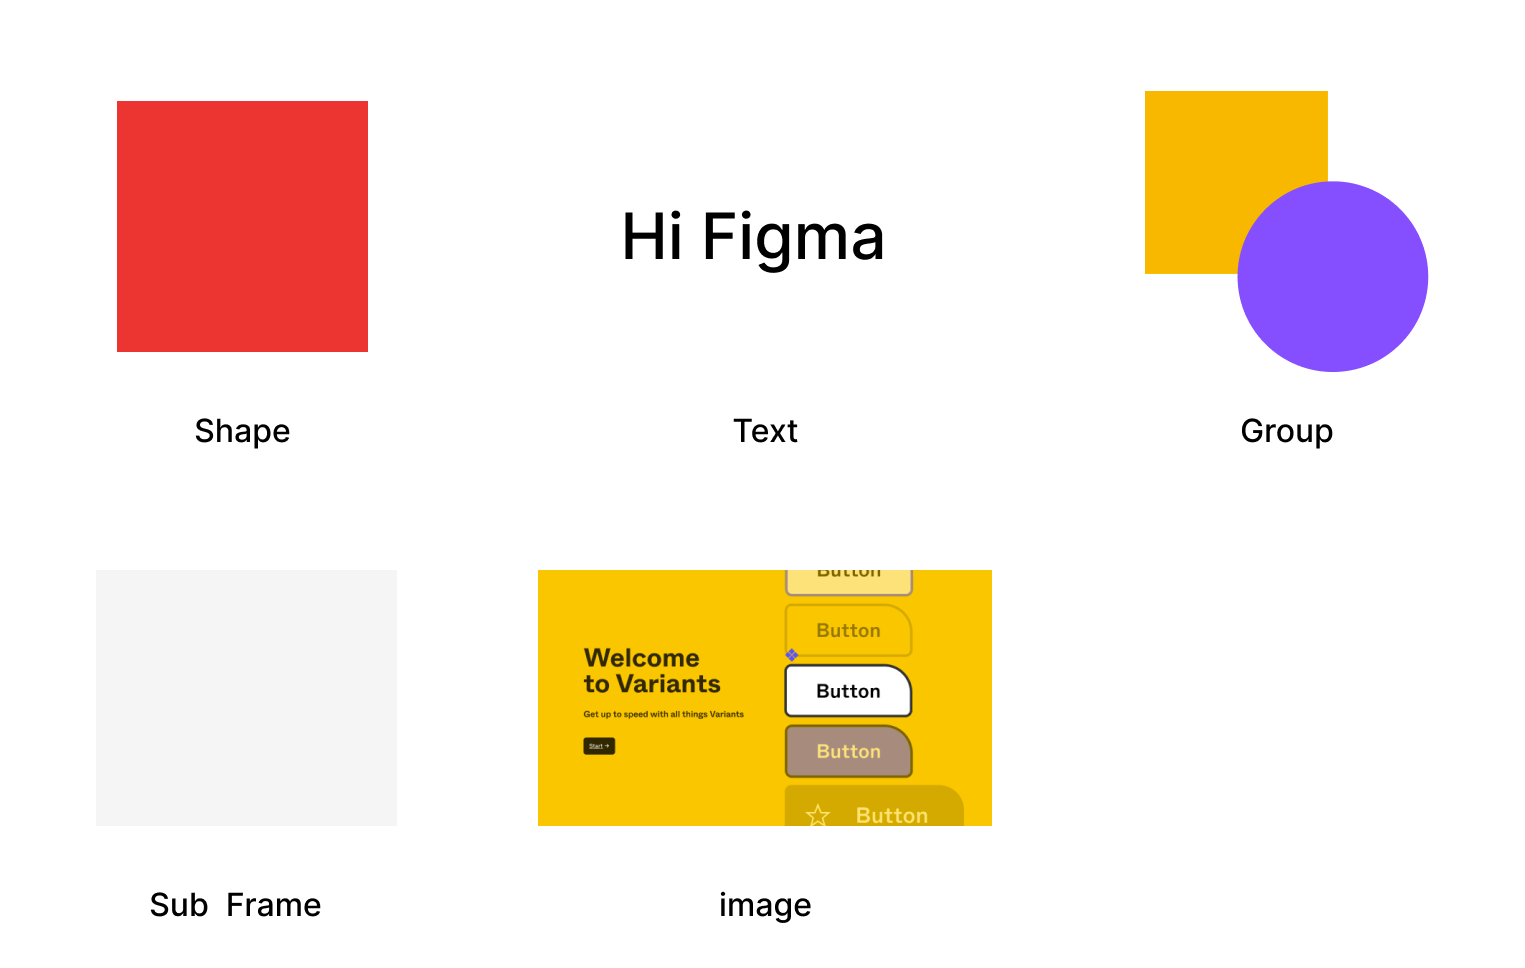 Hi Figma
Shape
Text
Group
Button
Button
Welcome
to Variants
Button
Get up to speed with all things Variants
Start →
Button
Button
Sub Frame
image